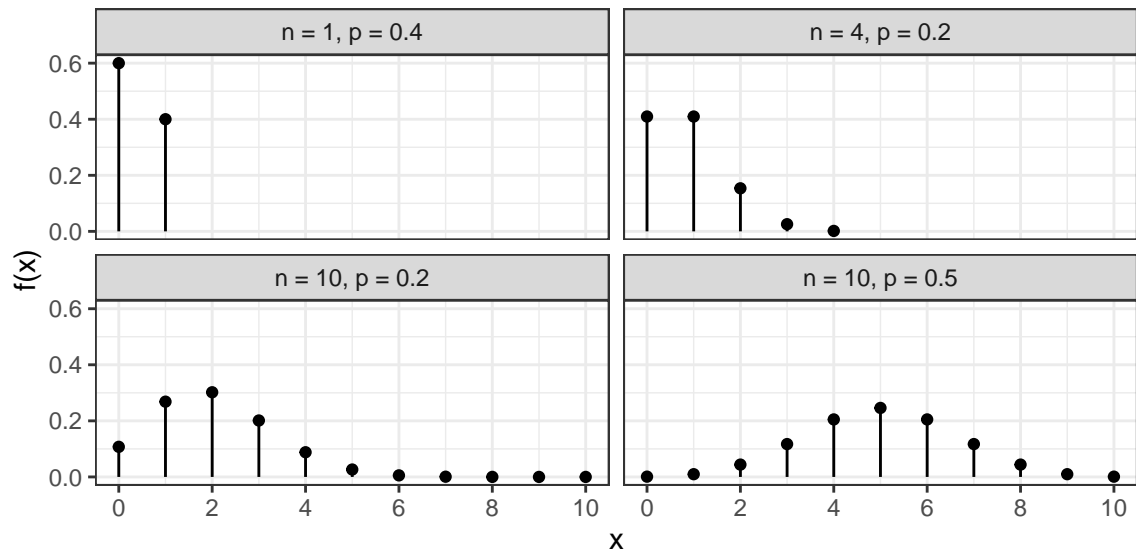 n = 1, p = 0.4
n = 4, p = 0.2
0.6
0.4
0.2
0.0
n = 10, p = 0.2
n = 10, p = 0.5
0.6
0.4
0.2
0.0
0 2 4 6 8 10
0 2 4 6 8 10
x
f(x)